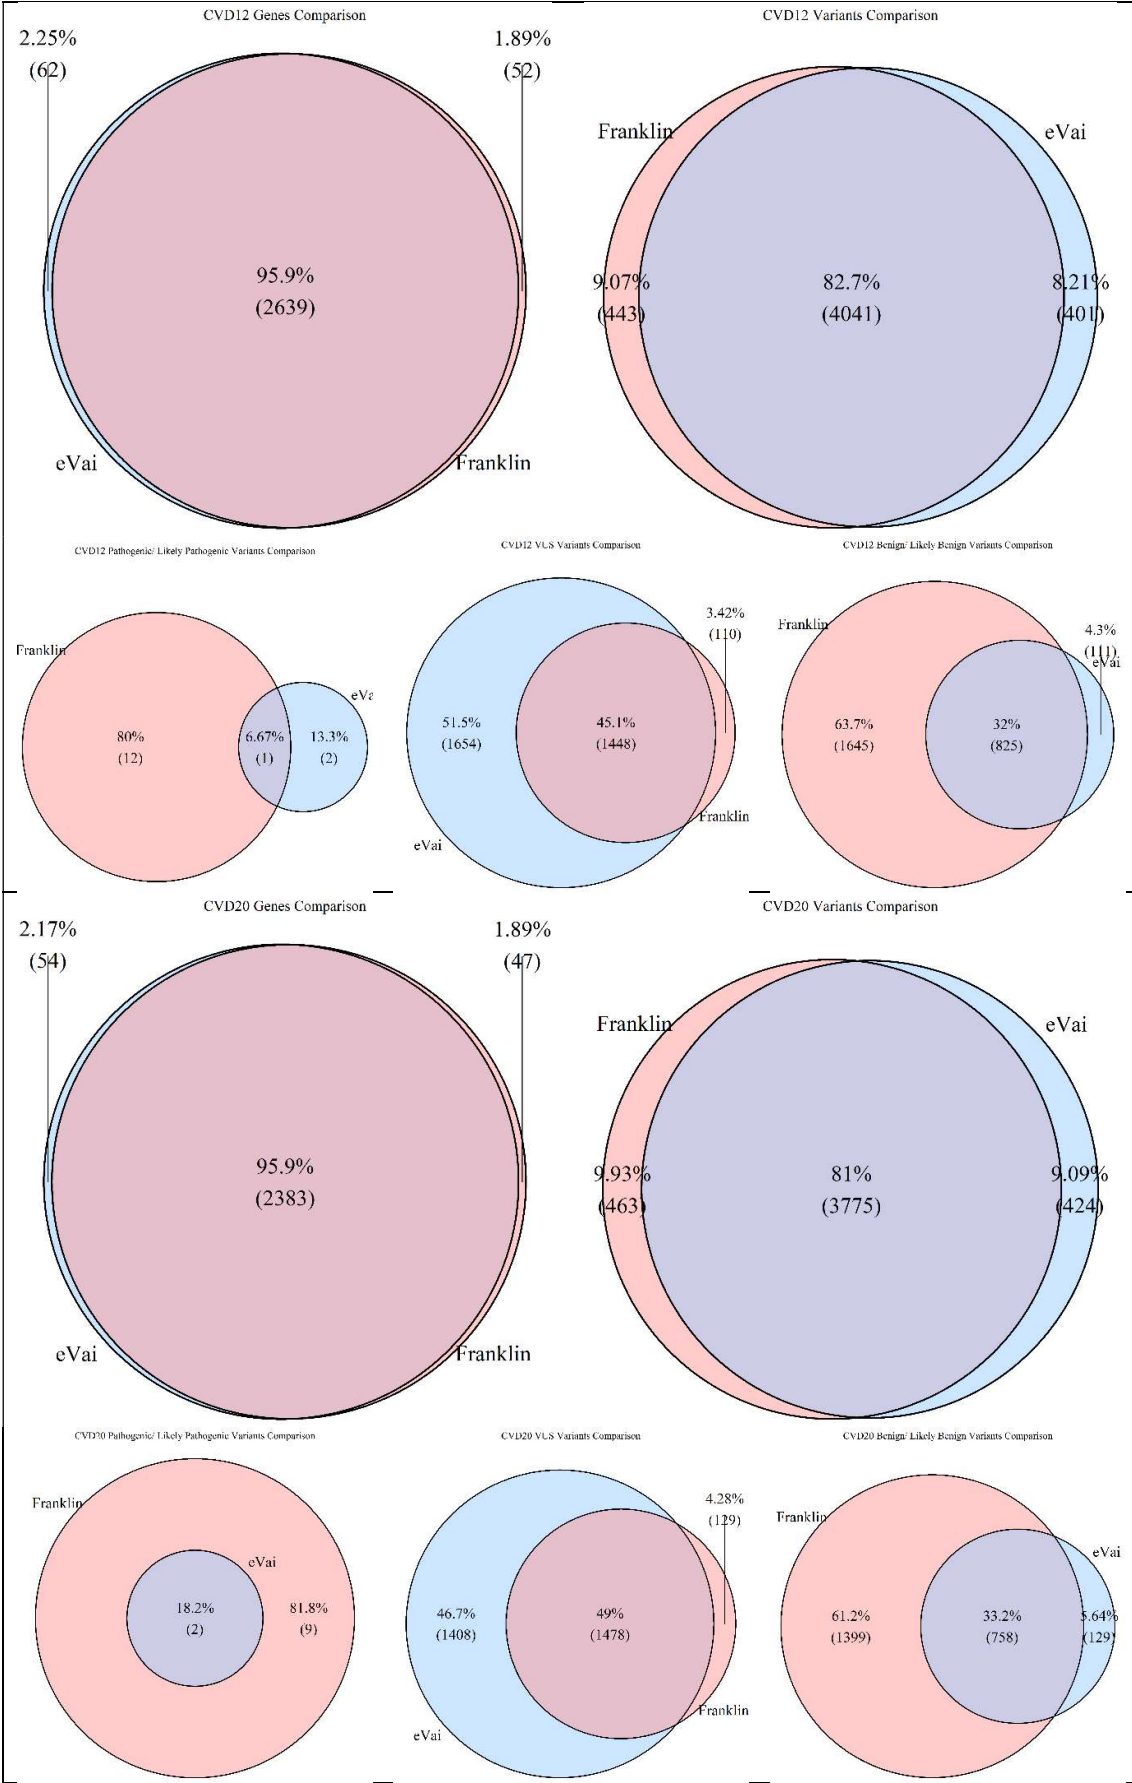 CVD12 Genes Comparison
2.25%
(62)
1.89%
(52)
95.9%
(2639)
eVai
Franklin
CVD12 Variants Comparison
Franklin
eVai
9.07%
(443)
82.7%
(4041)
8.21%
(401)
CVD12 Pathogenic/ Likely Pathogenic Variants Comparison
Franklin
eVa
80%
(12)
6.67%
(1)
13.3%
(2)
CVD12 VUS Variants Comparison
3.42%
(110)
51.5%
(1654)
45.1%
(1448)
Franklin
eVai
CVD12 Benign/ Likely Benign Variants Comparison
Franklin
4.3%
(111)
eVai
63.7%
(1645)
32%
(825)
CVD20 Genes Comparison
2.17%
(54)
1.89%
(47)
95.9%
(2383)
eVai
Franklin
CVD20 Variants Comparison
Franklin
eVai
9.93%
(463)
81%
(3775)
9.09%
(424)
CVD20 Pathogenic/ Likely Pathogenic Variants Comparison
Franklin
eVai
18.2%
(2)
81.8%
(9)
CVD20 VUS Variants Comparison
4.28%
(129)
46.7%
(1408)
49%
(1478)
Franklin
eVai
CVD20 Benign/ Likely Benign Variants Comparison
Franklin
eVai
61.2%
(1399)
33.2%
(758)
5.64%
(129)